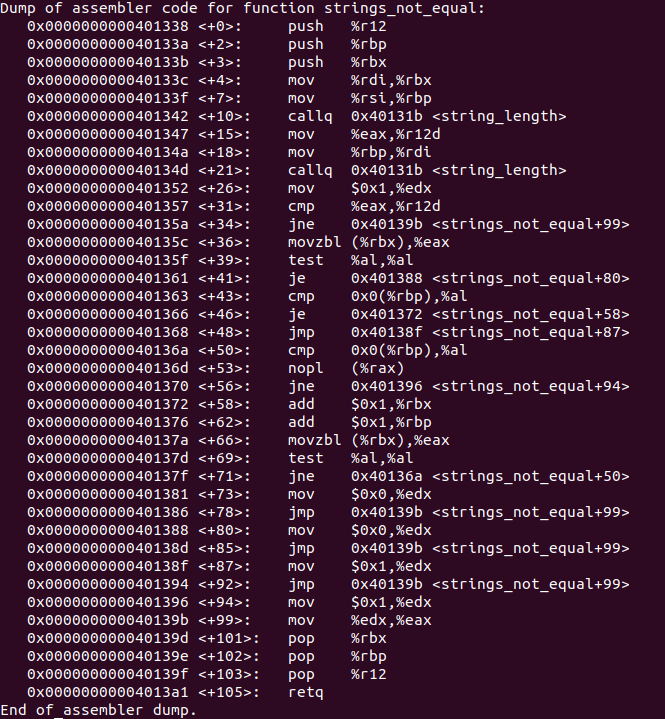 Dump of assembler code for function strings_not_equal:
   0x0000000000401338 <+0>:     push   %r12
   0x000000000040133a <+2>:     push   %rbp
   0x000000000040133b <+3>:     push   %rbx
   0x000000000040133c <+4>:     mov    %rdi,%rbx
   0x000000000040133f <+7>:     mov    %rsi,%rbp
   0x0000000000401342 <+10>:    callq  0x40131b <string_length>
   0x0000000000401347 <+15>:    mov    %eax,%r12d
   0x000000000040134a <+18>:    mov    %rbp,%rdi
   0x000000000040134d <+21>:    callq  0x40131b <string_length>
   0x0000000000401352 <+26>:    mov    $0x1,%edx
   0x0000000000401357 <+31>:    cmp    %eax,%r12d
   0x000000000040135a <+34>:    jne    0x40139b <strings_not_equal+99>
   0x000000000040135c <+36>:    movzbl (%rbx),%eax
   0x000000000040135f <+39>:    test   %al,%al
   0x0000000000401361 <+41>:    je     0x401388 <strings_not_equal+80>
   0x0000000000401363 <+43>:    cmp    0x0(%rbp),%al
   0x0000000000401366 <+46>:    je     0x401372 <strings_not_equal+58>
   0x0000000000401368 <+48>:    jmp    0x40138f <strings_not_equal+87>
   0x000000000040136a <+50>:    cmp    0x0(%rbp),%al
   0x000000000040136d <+53>:    nopl   (%rax)
   0x0000000000401370 <+56>:    jne    0x401396 <strings_not_equal+94>
   0x0000000000401372 <+58>:    add    $0x1,%rbx
   0x0000000000401376 <+62>:    add    $0x1,%rbp
   0x000000000040137a <+66>:    movzbl (%rbx),%eax
   0x000000000040137d <+69>:    test   %al,%al
   0x000000000040137f <+71>:    jne    0x40136a <strings_not_equal+50>
   0x0000000000401381 <+73>:    mov    $0x0,%edx
   0x0000000000401386 <+78>:    jmp    0x40139b <strings_not_equal+99>
   0x0000000000401388 <+80>:    mov    $0x0,%edx
   0x000000000040138d <+85>:    jmp    0x40139b <strings_not_equal+99>
   0x000000000040138f <+87>:    mov    $0x1,%edx
   0x0000000000401394 <+92>:    jmp    0x40139b <strings_not_equal+99>
   0x0000000000401396 <+94>:    mov    $0x1,%edx
   0x000000000040139b <+99>:    mov    %edx,%eax
   0x000000000040139d <+101>:   pop    %rbx
   0x000000000040139e <+102>:   pop    %rbp
   0x000000000040139f <+103>:   pop    %r12
   0x00000000004013a1 <+105>:   retq
End of assembler dump.